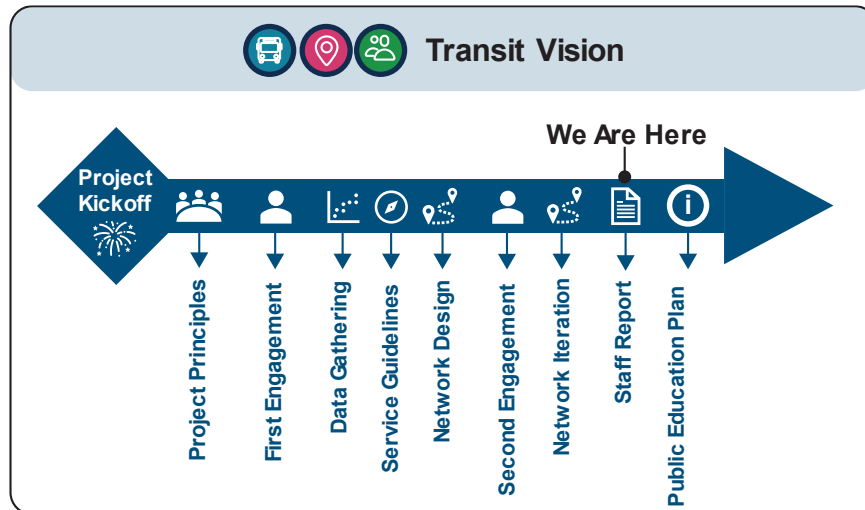 Transit Vision
We Are Here
Project
Kickoff
i
Project Principles
First Engagement
Data Gathering
Service Guidelines
Network Design
Second Engagement
Network Iteration
Staff Report
Public Education Plan